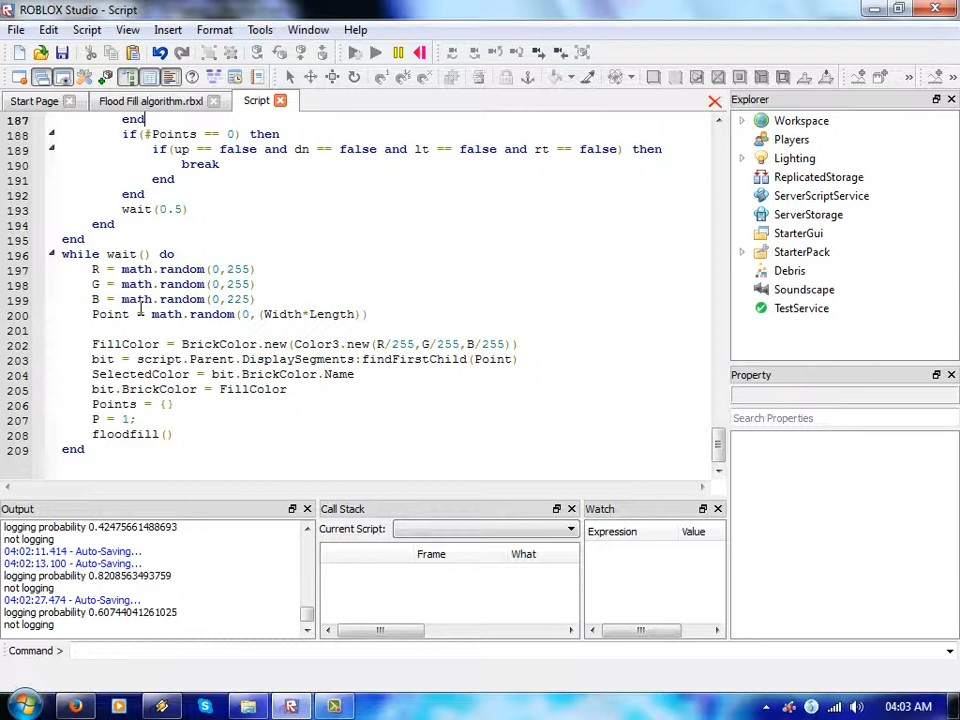 ROBLOX Studio - Script
File Edit Script View Insert Format Tools Window Help
Start Page Flood Fill algorithm.rbxl Script
187 end
188 if(#Points == 0) then
189 if(up == false and dn == false and lt == false and rt == false) then
190 break
191 end
192 end
193 wait(0.5)
194 end
195 end
196 while wait() do
197 R = math.random(0,255)
198 G = math.random(0,255)
199 B = math.random(0,225)
200 Point = math.random(0,(Width*Length))
201
202 FillColor = BrickColor.new(Color3.new(R/255,G/255,B/255))
203 bit = script.Parent.DisplaySegments:findFirstChild(Point)
204 SelectedColor = bit.BrickColor.Name
205 bit.BrickColor = FillColor
206 Points = {}
207 P = 1;
208 floodfill()
209 end
Explorer
Workspace
Players
Lighting
ReplicatedStorage
ServerScriptService
ServerStorage
StarterGui
StarterPack
Debris
Soundscape
TestService
Property
Search Properties
Output
logging probability 0.42475661488693
not logging
04:02:11.414 - Auto-Saving...
04:02:13.100 - Auto-Saving...
logging probability 0.8208563493759
not logging
04:02:27.474 - Auto-Saving...
logging probability 0.60744041261025
not logging
Call Stack
Current Script:
Frame What
Watch
Expression Value
Command >
04:03 AM